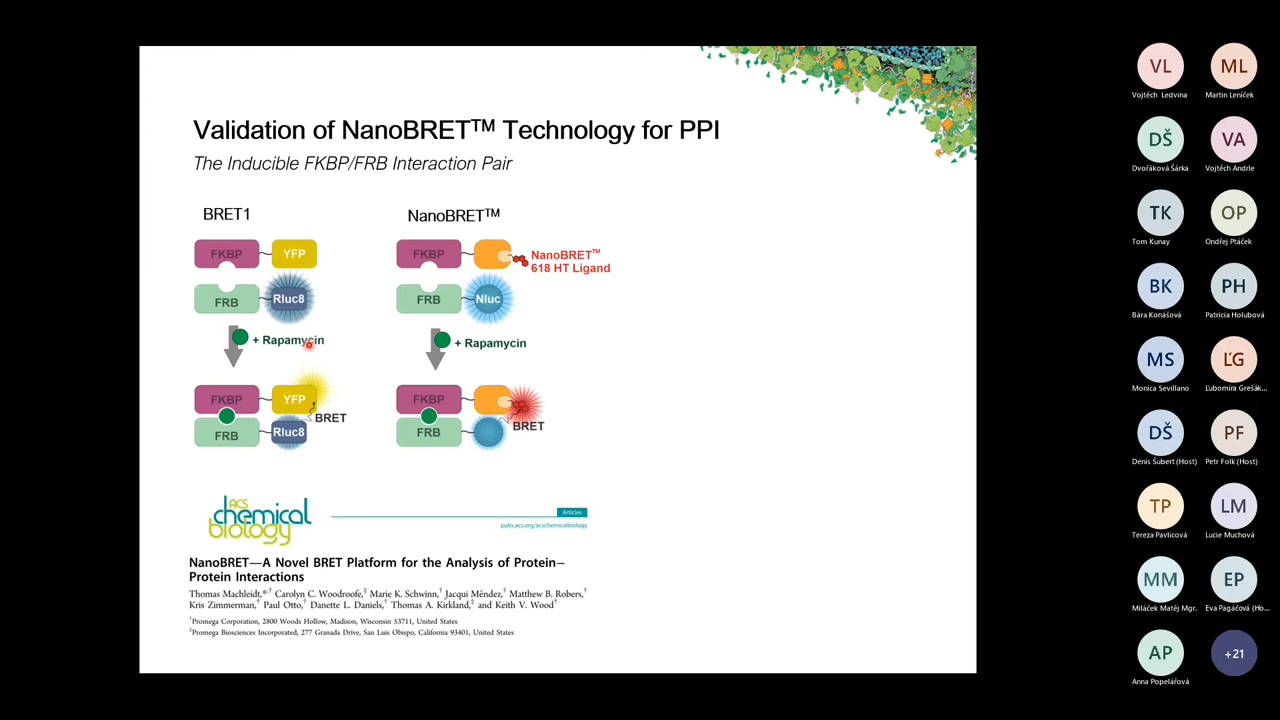 Validation of NanoBRET™ Technology for PPI
The Inducible FKBP/FRB Interaction Pair
BRET1
FKBP
YFP
FRB
Rluc8
+ Rapamycin
FKBP
YFP
BRET
FRB
Rluc8
NanoBRET™
FKBP
NanoBRET™
618 HT Ligand
FRB
Nluc
+ Rapamycin
FKBP
BRET
FRB
ACS
chemical
biology
Articles
pubs.acs.org/acschemicalbiology
NanoBRET—A Novel BRET Platform for the Analysis of Protein–
Protein Interactions
Thomas Machleidt,*,† Carolyn C. Woodroofe,‡ Marie K. Schwinn,† Jacqui Méndez,† Matthew B. Robers,†
Kris Zimmerman,† Paul Otto,† Danette L. Daniels,† Thomas A. Kirkland,‡ and Keith V. Wood†
†Promega Corporation, 2800 Woods Hollow, Madison, Wisconsin 53711, United States
‡Promega Biosciences Incorporated, 277 Granada Drive, San Luis Obispo, California 93401, United States
VL
Vojtěch Ledvina
ML
Martin Leníček
DŠ
Dvořáková Šárka
VA
Vojtěch Andrle
TK
Tom Kunay
OP
Ondřej Ptáček
BK
Bára Konášová
PH
Patricia Holubová
MS
Monica Sevillano
ĽG
Ľubomíra Grešák...
DŠ
Denis Šubert (Host)
PF
Petr Folk (Host)
TP
Tereza Pavlicová
LM
Lucie Muchová
MM
Miláček Matěj Mgr.
EP
Eva Pagáčová (Ho...
AP
Anna Popelářová
+21